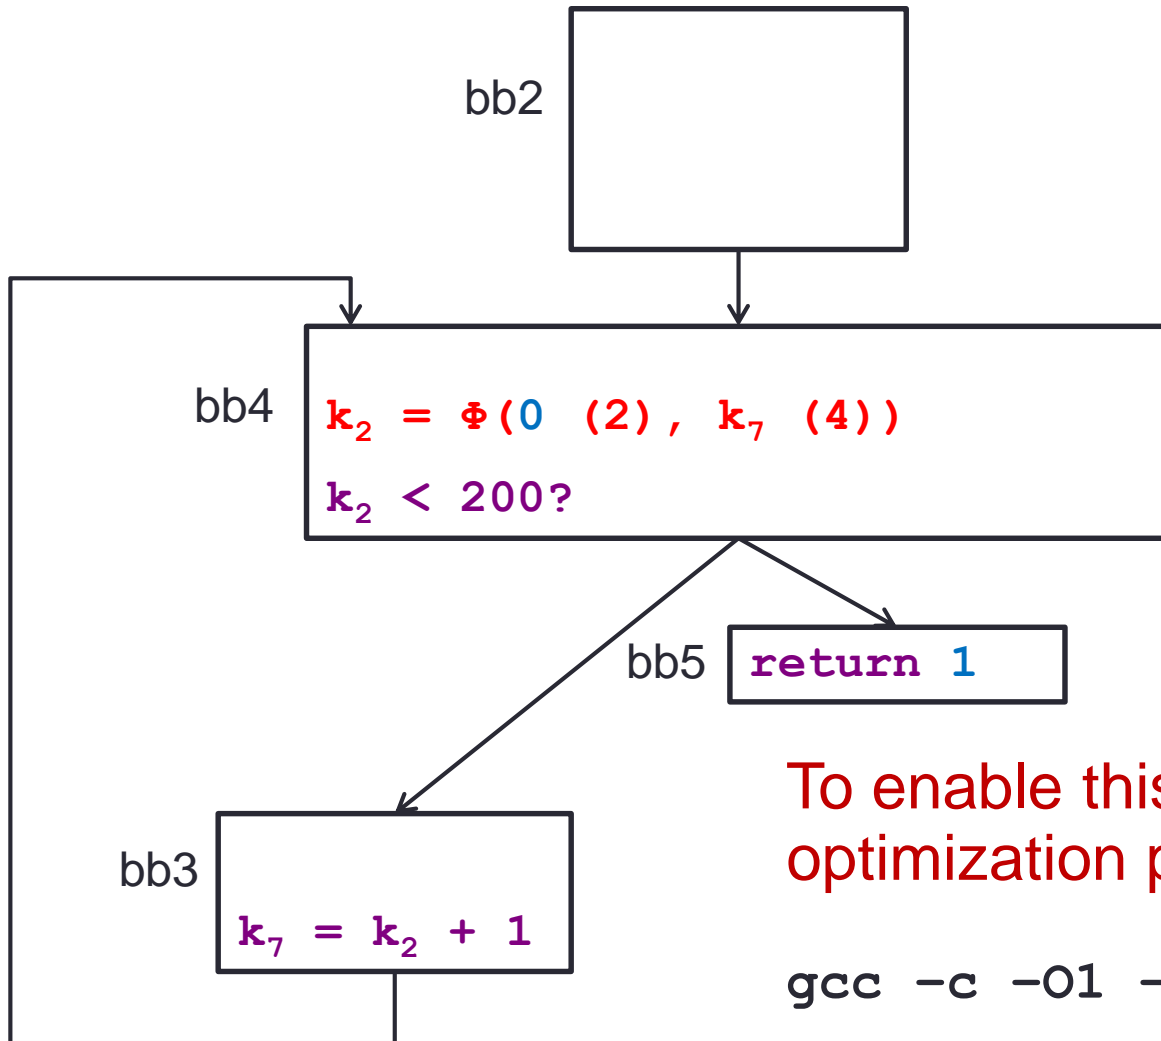 bb2
bb4
k₂ = Φ(0 (2), k₇ (4))
k₂ < 200?
bb5
return 1
To enable this
optimization
bb3
k₇ = k₂ + 1
gcc –c –O1 –